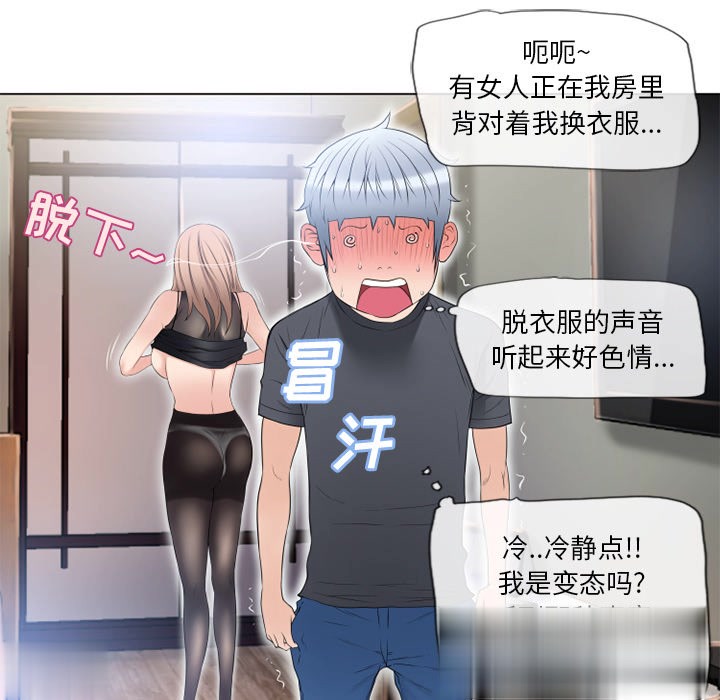 呃呃~
有女人正在我房里
背对着我换衣服...
脱下~
脱衣服的声音
听起来好色情...
冒汗
冷..冷静点!!
我是变态吗?